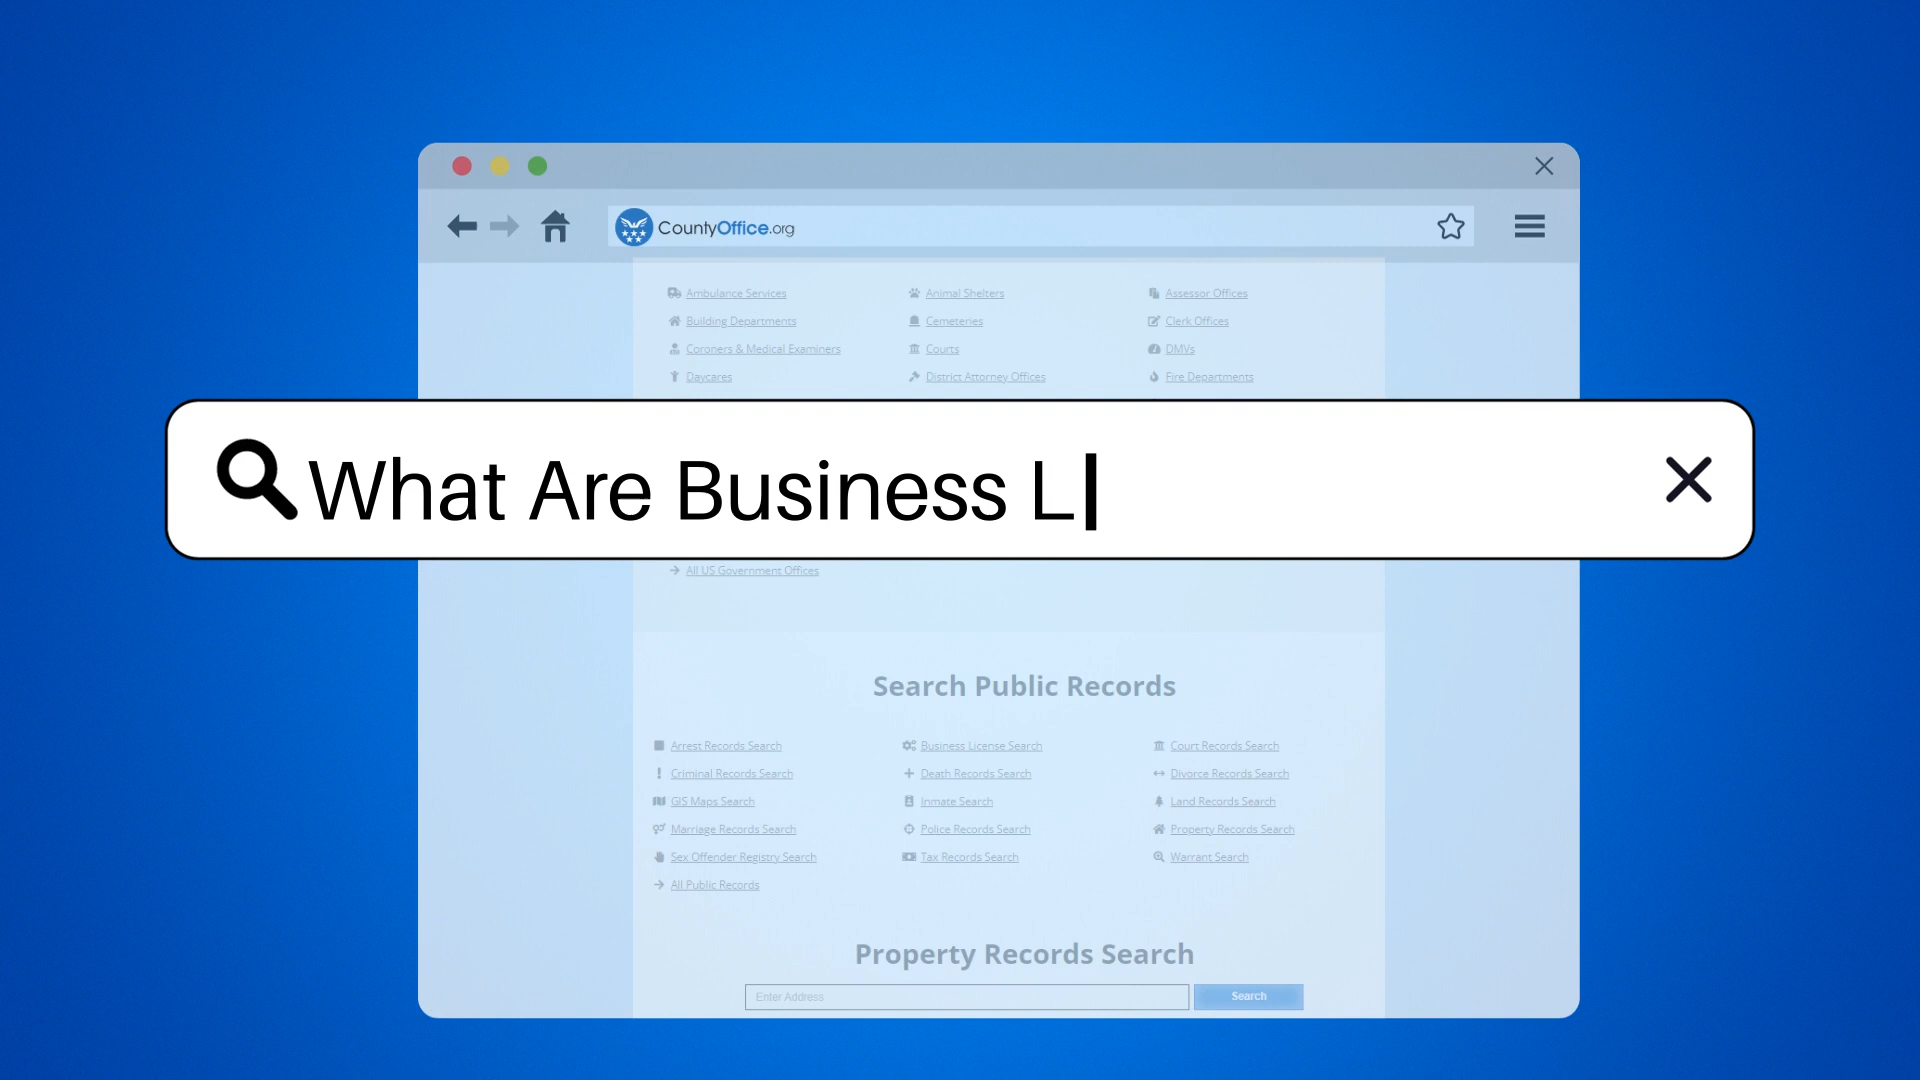 CountyOffice.org
Ambulance Services Animal Shelters Assessor Offices
Building Departments Cemeteries Clerk Offices
Coroners & Medical Examiners Courts DMVs
Daycares District Attorney Offices Fire Departments
What Are Business L
All US Government Offices
Search Public Records
Arrest Records Search Business License Search Court Records Search
Criminal Records Search Death Records Search Divorce Records Search
GIS Maps Search Inmate Search Land Records Search
Marriage Records Search Police Records Search Property Records Search
Sex Offender Registry Search Tax Records Search Warrant Search
All Public Records
Property Records Search
Enter Address Search